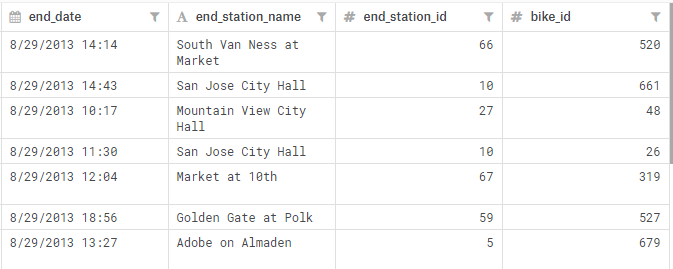 end_date A end_station_name # end_station_id # bike_id
8/29/2013 14:14 South Van Ness at 66 520
Market
8/29/2013 14:43 San Jose City Hall 10 661
8/29/2013 10:17 Mountain View City 27 48
Hall
8/29/2013 11:30 San Jose City Hall 10 26
8/29/2013 12:04 Market at 10th 67 319
8/29/2013 18:56 Golden Gate at Polk 59 527
8/29/2013 13:27 Adobe on Almaden 5 679